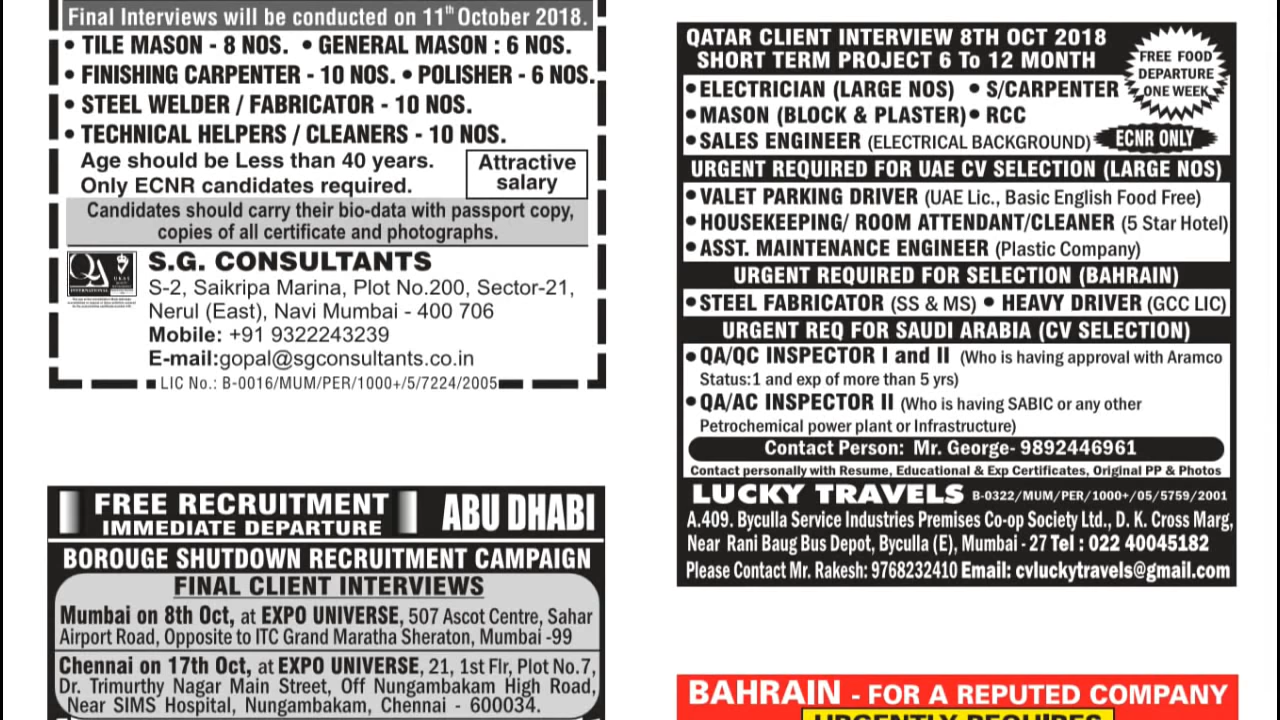 Final Interviews will be conducted on 11th October 2018.
• TILE MASON - 8 NOS. • GENERAL MASON : 6 NOS.
• FINISHING CARPENTER - 10 NOS. • POLISHER - 6 NOS.
• STEEL WELDER / FABRICATOR - 10 NOS.
• TECHNICAL HELPERS / CLEANERS - 10 NOS.
Age should be Less than 40 years.
Only ECNR candidates required.
Attractive
salary
Candidates should carry their bio-data with passport copy,
copies of all certificate and photographs.
QA
INTERNATIONAL
UKAS
S.G. CONSULTANTS
S-2, Saikripa Marina, Plot No.200, Sector-21,
Nerul (East), Navi Mumbai - 400 706
Mobile: +91 9322243239
E-mail:gopal@sgconsultants.co.in
LIC No.: B-0016/MUM/PER/1000+/5/7224/2005
FREE RECRUITMENT
IMMEDIATE DEPARTURE
ABU DHABI
BOROUGE SHUTDOWN RECRUITMENT CAMPAIGN
FINAL CLIENT INTERVIEWS
Mumbai on 8th Oct, at EXPO UNIVERSE, 507 Ascot Centre, Sahar
Airport Road, Opposite to ITC Grand Maratha Sheraton, Mumbai -99
Chennai on 17th Oct, at EXPO UNIVERSE, 21, 1st Flr, Plot No.7,
Dr. Trimurthy Nagar Main Street, Off Nungambakam High Road,
Near SIMS Hospital, Nungambakam, Chennai - 600034.
QATAR CLIENT INTERVIEW 8TH OCT 2018
SHORT TERM PROJECT 6 To 12 MONTH
FREE FOOD
DEPARTURE
ONE WEEK
• ELECTRICIAN (LARGE NOS) • S/CARPENTER
• MASON (BLOCK & PLASTER) • RCC
• SALES ENGINEER (ELECTRICAL BACKGROUND)
ECNR ONLY
URGENT REQUIRED FOR UAE CV SELECTION (LARGE NOS)
• VALET PARKING DRIVER (UAE Lic., Basic English Food Free)
• HOUSEKEEPING/ ROOM ATTENDANT/CLEANER (5 Star Hotel)
• ASST. MAINTENANCE ENGINEER (Plastic Company)
URGENT REQUIRED FOR SELECTION (BAHRAIN)
• STEEL FABRICATOR (SS & MS) • HEAVY DRIVER (GCC LIC)
URGENT REQ FOR SAUDI ARABIA (CV SELECTION)
• QA/QC INSPECTOR I and II (Who is having approval with Aramco
Status:1 and exp of more than 5 yrs)
• QA/AC INSPECTOR II (Who is having SABIC or any other
Petrochemical power plant or Infrastructure)
Contact Person: Mr. George- 9892446961
Contact personally with Resume, Educational & Exp Certificates, Original PP & Photos
LUCKY TRAVELS B-0322/MUM/PER/1000+/05/5759/2001
A.409. Byculla Service Industries Premises Co-op Society Ltd., D. K. Cross Marg,
Near Rani Baug Bus Depot, Byculla (E), Mumbai - 27 Tel : 022 40045182
Please Contact Mr. Rakesh: 9768232410 Email: cvluckytravels@gmail.com
BAHRAIN - FOR A REPUTED COMPANY
URGENTLY REQUIRES